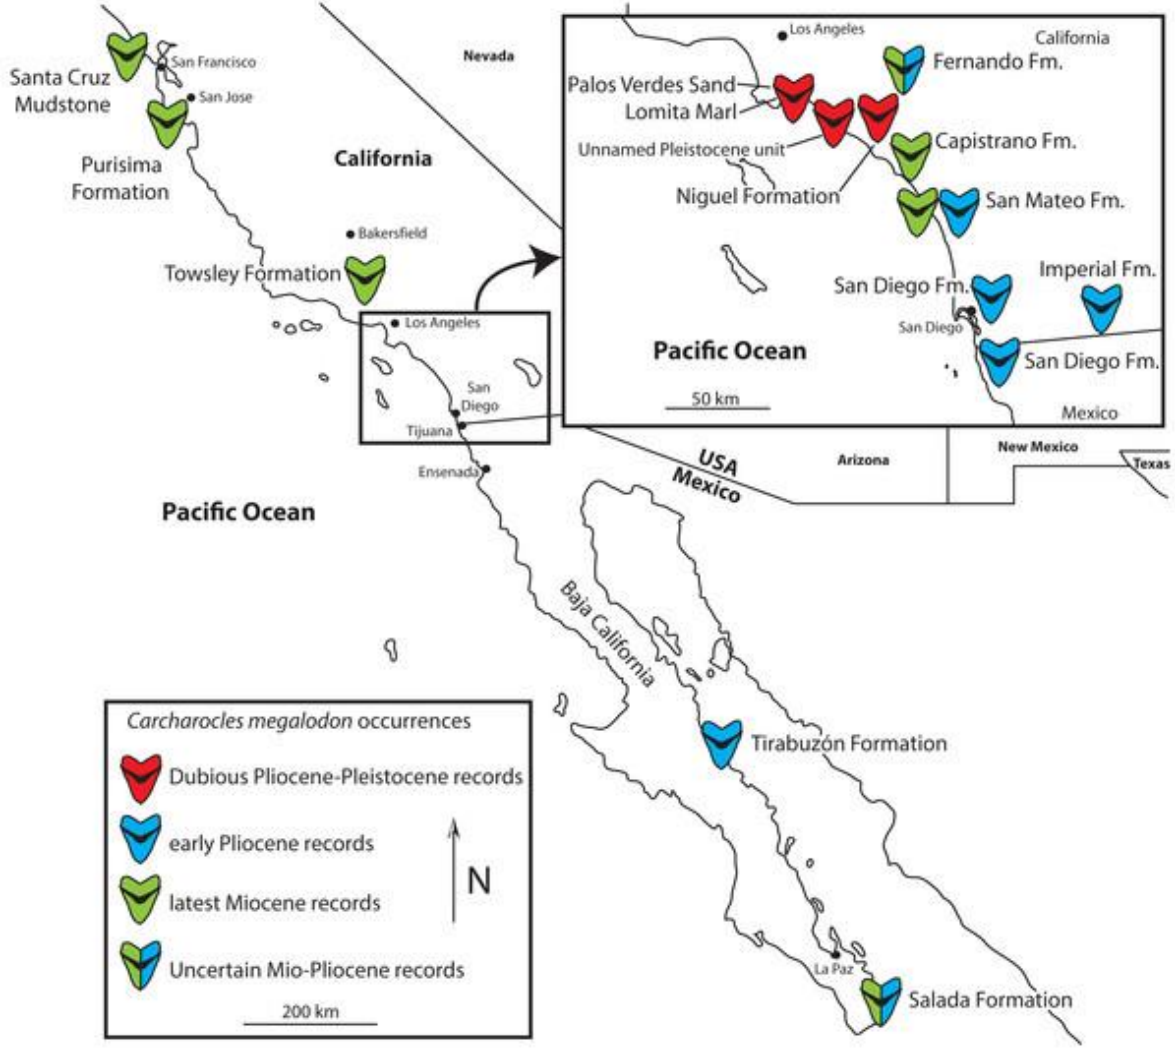 Santa Cruz
Mudstone
San Francisco
San Jose
Purisima
Formation
Nevada
California
Bakersfield
Towsley Formation
Los Angeles
San
Diego
Tijuana
Ensenada
Pacific Ocean
Los Angeles
California
Fernando Fm.
Palos Verdes Sand
Lomita Marl
Unnamed Pleistocene unit
Niguel Formation
Capistrano Fm.
San Mateo Fm.
San Diego Fm.
Imperial Fm.
San Diego
San Diego Fm.
Pacific Ocean
50 km
Mexico
USA
Mexico
Arizona
New Mexico
Texas
Baja California
Tirabuzón Formation
La Paz
Salada Formation
Carcharocles megalodon occurrences
Dubious Pliocene-Pleistocene records
early Pliocene records
latest Miocene records
Uncertain Mio-Pliocene records
N
200 km